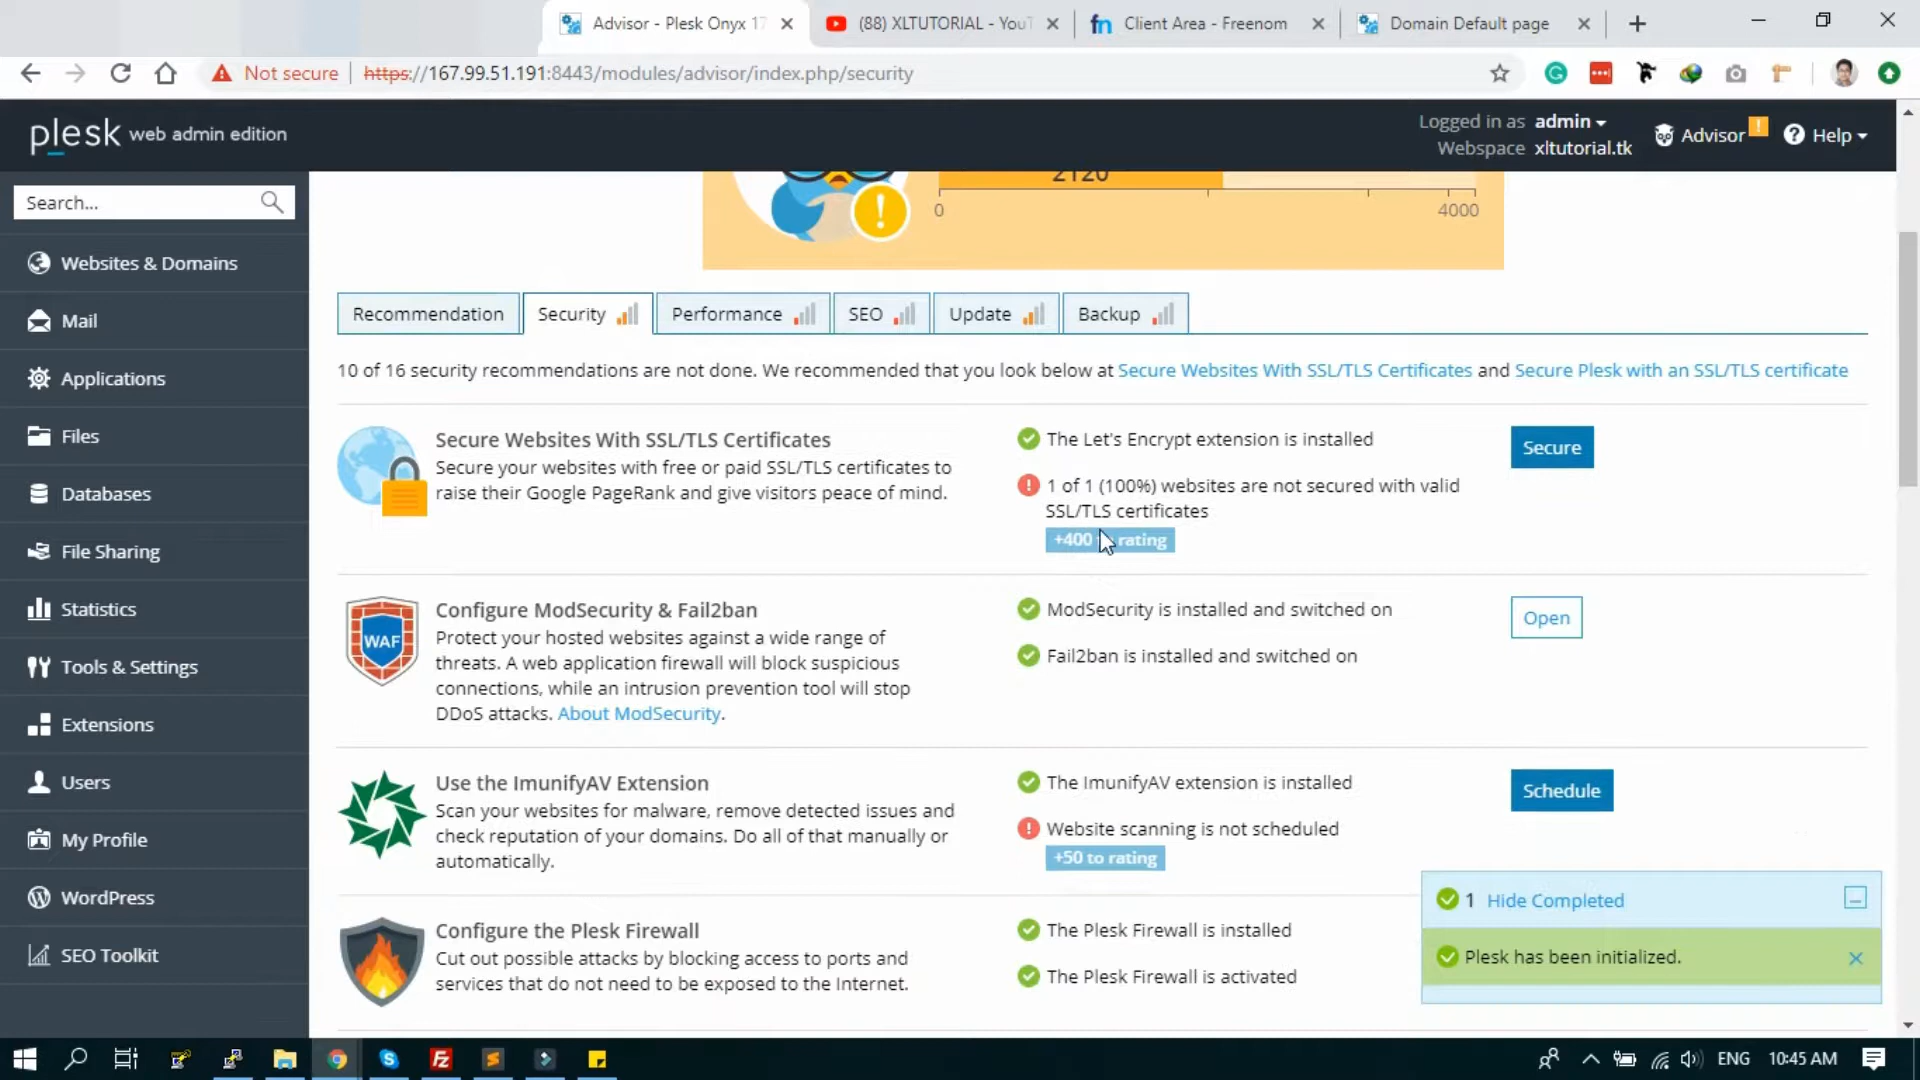 Advisor - Plesk Onyx 17
(88) XLTUTORIAL - YouT
fn Client Area - Freenom
Domain Default page
Not secure https://167.99.51.191:8443/modules/advisor/index.php/security
plesk web admin edition
Logged in as admin
Webspace xltutorial.tk
Advisor !
? Help
Search...
Websites & Domains
Mail
Applications
Files
Databases
File Sharing
Statistics
Tools & Settings
Extensions
Users
My Profile
WordPress
SEO Toolkit
!
2120
0 4000
Recommendation Security Performance SEO Update Backup
10 of 16 security recommendations are not done. We recommended that you look below at Secure Websites With SSL/TLS Certificates and Secure Plesk with an SSL/TLS certificate
Secure Websites With SSL/TLS Certificates
Secure your websites with free or paid SSL/TLS certificates to
raise their Google PageRank and give visitors peace of mind.
The Let's Encrypt extension is installed
! 1 of 1 (100%) websites are not secured with valid
SSL/TLS certificates
+400 rating
Secure
WAF
Configure ModSecurity & Fail2ban
Protect your hosted websites against a wide range of
threats. A web application firewall will block suspicious
connections, while an intrusion prevention tool will stop
DDoS attacks. About ModSecurity.
ModSecurity is installed and switched on
Fail2ban is installed and switched on
Open
Use the ImunifyAV Extension
Scan your websites for malware, remove detected issues and
check reputation of your domains. Do all of that manually or
automatically.
The ImunifyAV extension is installed
! Website scanning is not scheduled
+50 to rating
Schedule
Configure the Plesk Firewall
Cut out possible attacks by blocking access to ports and
services that do not need to be exposed to the Internet.
The Plesk Firewall is installed
The Plesk Firewall is activated
1 Hide Completed
Plesk has been initialized.
Fz
ENG 10:45 AM